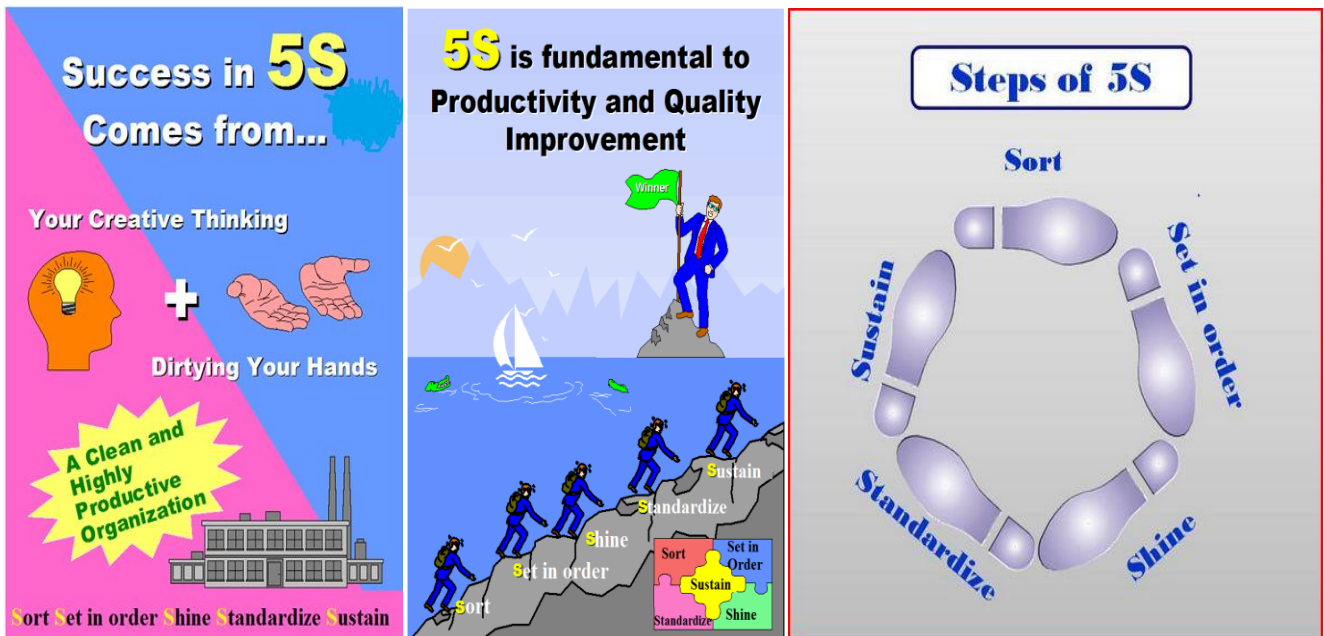 Success in 5S
Comes from...
Your Creative Thinking
+
Dirtying Your Hands
A Clean and
Highly
Productive
Organization
Sort Set in order Shine Standardize Sustain
5S is fundamental to
Productivity and Quality
Improvement
Winner
Sustain
Standardize
Shine
Set in order
Sort
Sort
Set in
Order
Sustain
Standardize
Shine
Steps of 5S
Sort
Set in order
Shine
Standardize
Sustain